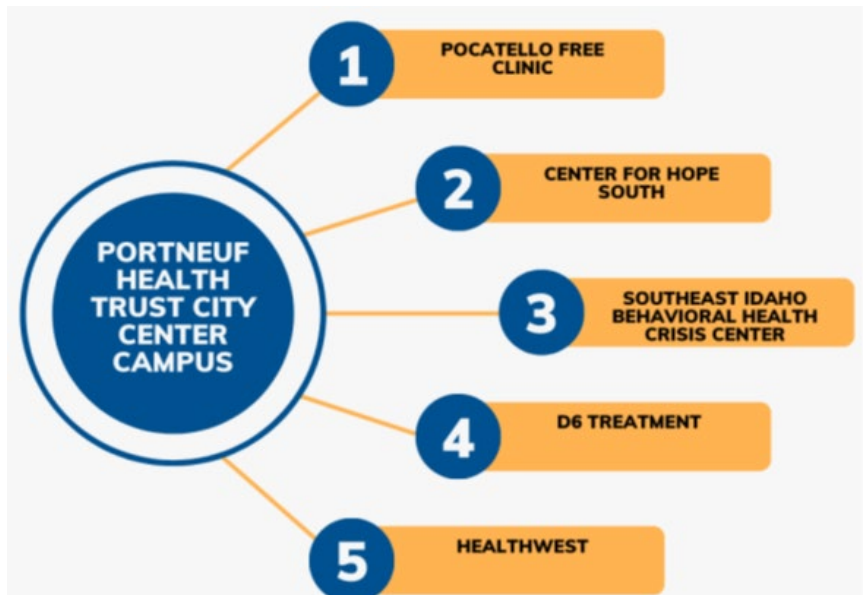 1
POCATELLO FREE
CLINIC
2
CENTER FOR HOPE
SOUTH
PORTNEUF
HEALTH
TRUST CITY
CENTER
CAMPUS
3
SOUTHEAST IDAHO
BEHAVIORAL HEALTH
CRISIS CENTER
4
D6 TREATMENT
5
HEALTHWEST